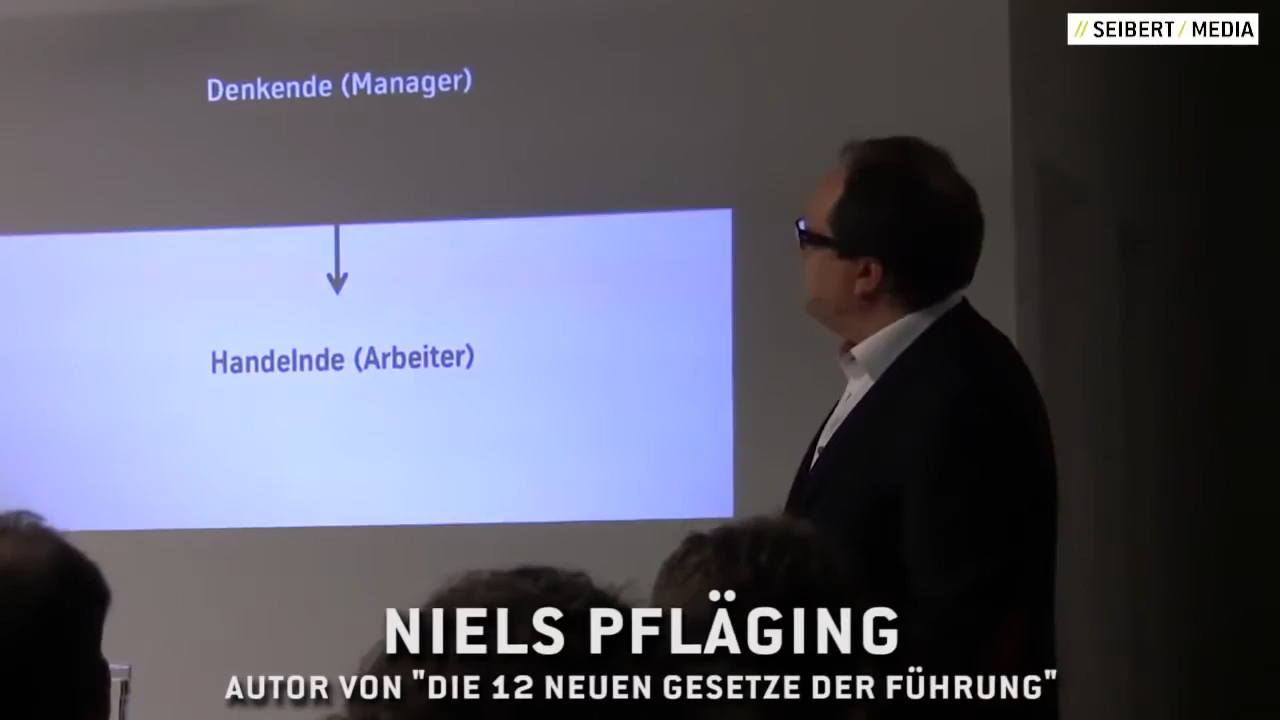 // SEIBERT / MEDIA
Denkende (Manager)
Handelnde (Arbeiter)
NIELS PFLÄGING
AUTOR VON "DIE 12 NEUEN GESETZE DER FÜHRUNG"